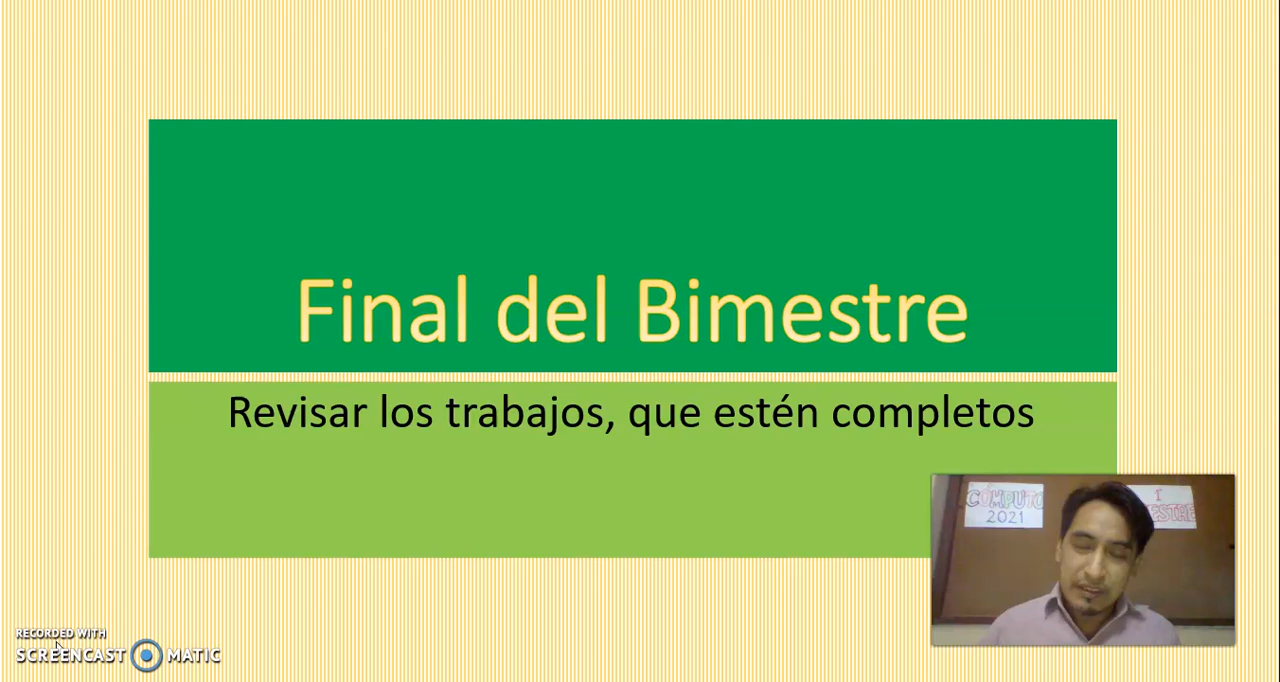 Final del Bimestre
Revisar los trabajos, que estén completos
CÓMPUTO
2021
I
RECORDED WITH
SCREENCAST MATIC